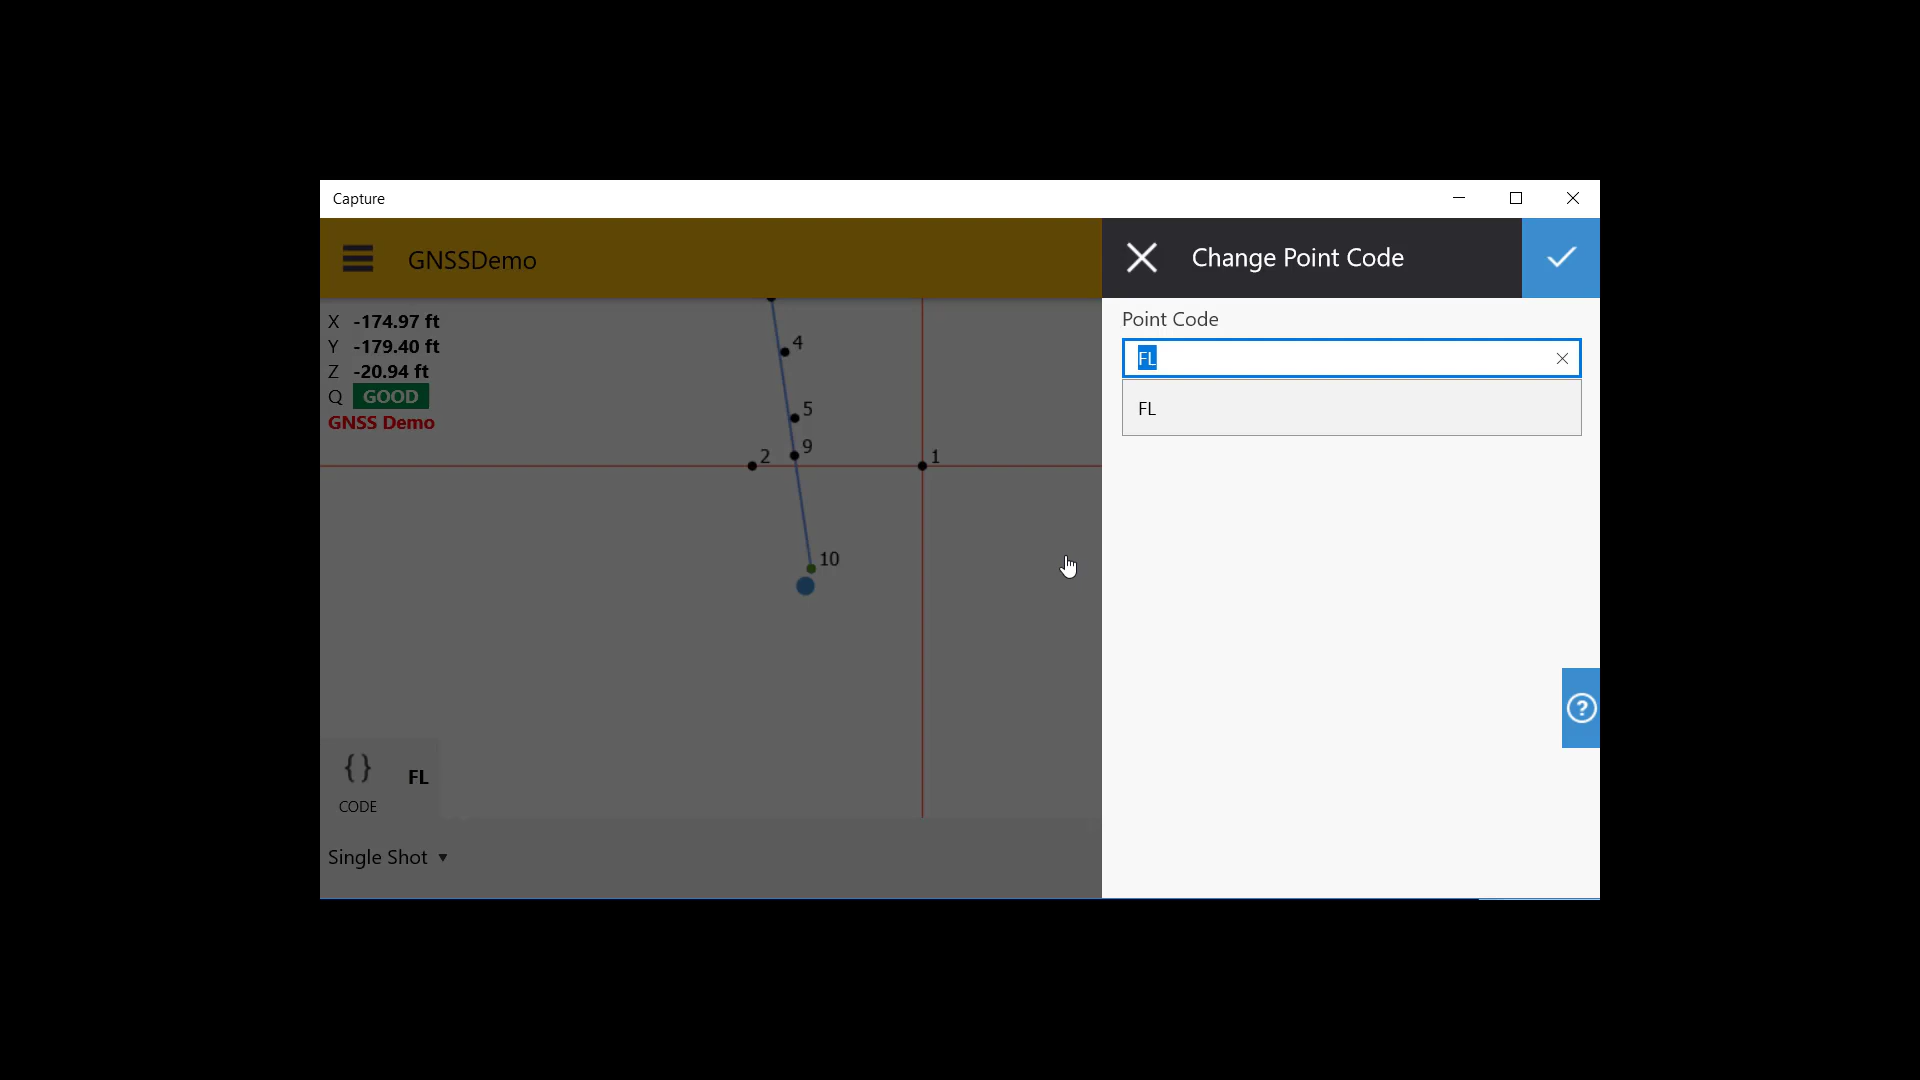 Capture
GNSSDemo
Change Point Code
X -174.97 ft
Y -179.40 ft
Z -20.94 ft
Q GOOD
GNSS Demo
4
5
9
2
1
10
Point Code
FL
FL
?
{ } FL
CODE
Single Shot